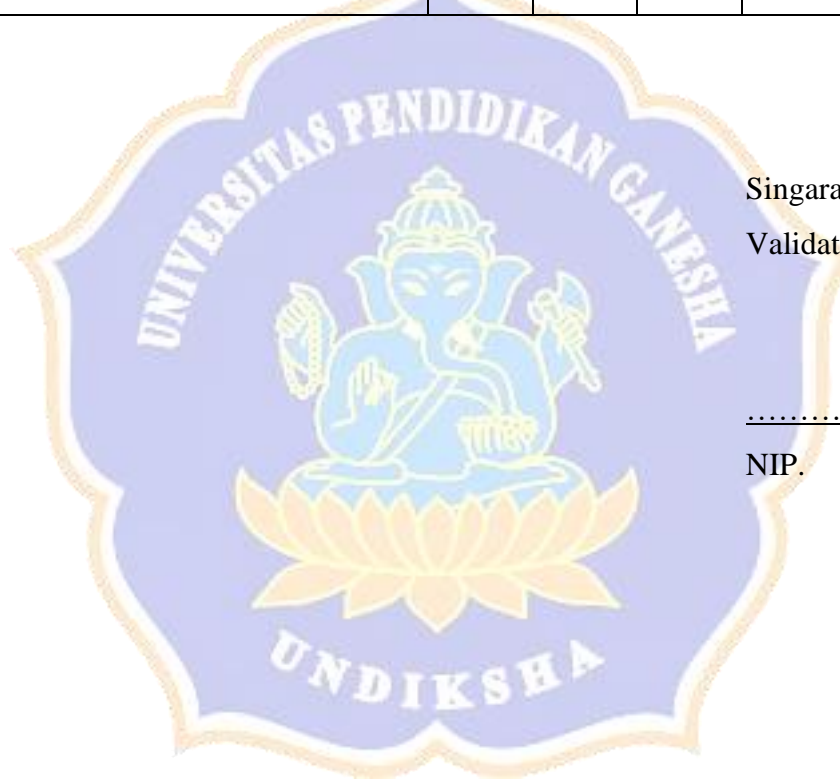 UNIVERSITAS PENDIDIKAN GANESHA
Singara
Validat
..........
NIP.
UNDIKSHA